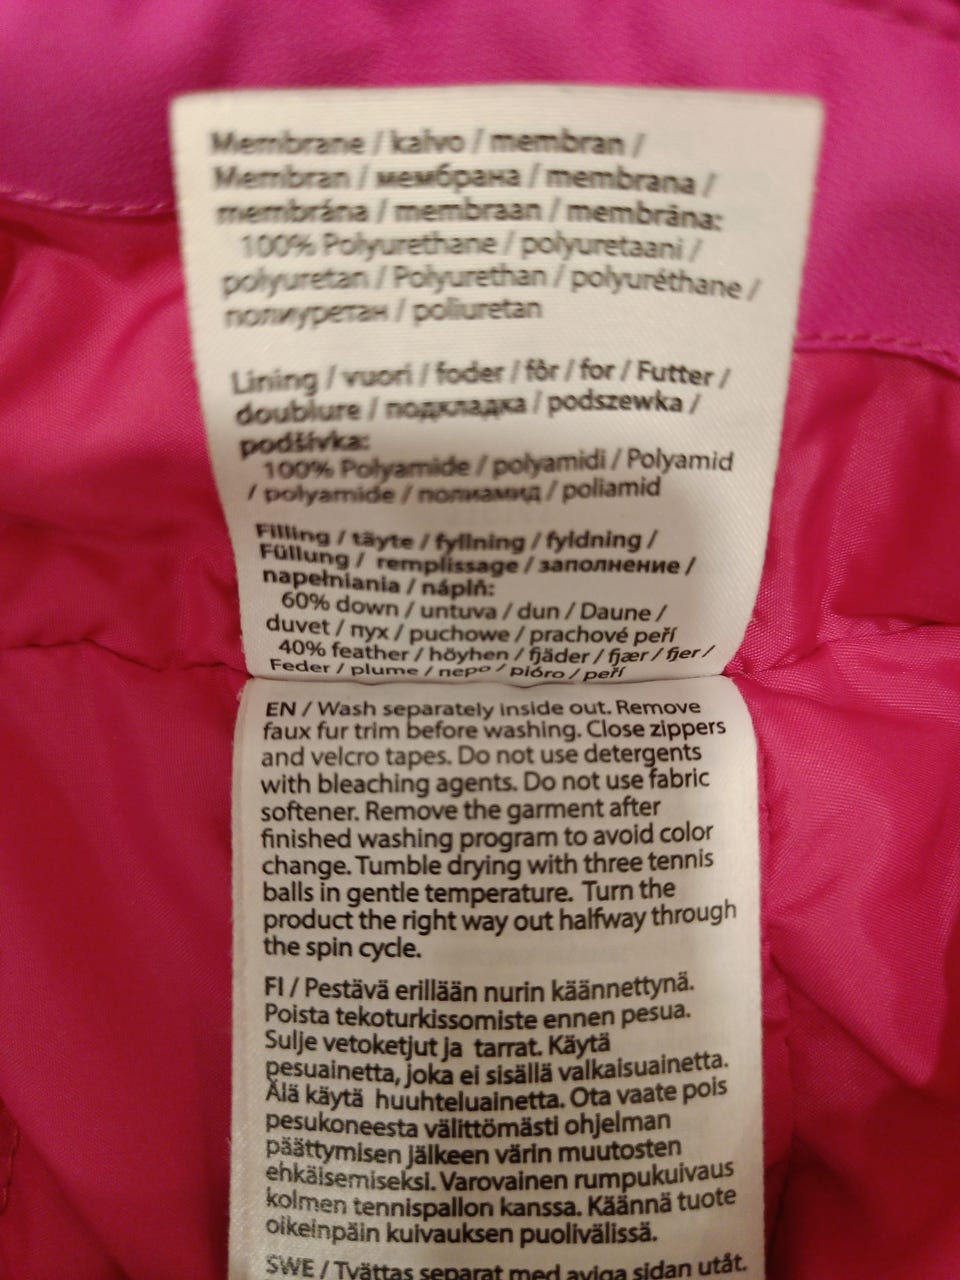 Membrane / kalvo / membran /
Membran / мембрана / membrana /
membrána / membraan / membrāna:
100% Polyurethane / polyuretaani /
polyuretan / Polyurethan / polyuréthane /
полиуретан / poliuretan
Lining / vuori / foder / fôr / for / Futter /
doublure / подкладка / podszewka /
podšívka:
100% Polyamide / polyamidi / Polyamid
/ polyamide / полиамид / poliamid
Filling / täyte / fyllning / fyldning /
Füllung / remplissage / заполнение /
napełniania / náplň:
60% down / untuva / dun / Daune /
duvet / пух / puchowe / prachové peří
40% feather / höyhen / fjäder / fjær / fjer /
Feder / plume / перо / pióro / peří
EN / Wash separately inside out. Remove
faux fur trim before washing. Close zippers
and velcro tapes. Do not use detergents
with bleaching agents. Do not use fabric
softener. Remove the garment after
finished washing program to avoid color
change. Tumble drying with three tennis
balls in gentle temperature. Turn the
product the right way out halfway through
the spin cycle.
FI / Pestävä erillään nurin käännettynä.
Poista tekoturkissomiste ennen pesua.
Sulje vetoketjut ja tarrat. Käytä
pesuainetta, joka ei sisällä valkaisuainetta.
Älä käytä huuhteluainetta. Ota vaate pois
pesukoneesta välittömästi ohjelman
päättymisen jälkeen värin muutosten
ehkäisemiseksi. Varovainen rumpukuivaus
kolmen tennispallon kanssa. Käännä tuote
oikeinpäin kuivauksen puolivälissä.
SWE / Tvättas separat med aviga sidan utåt.